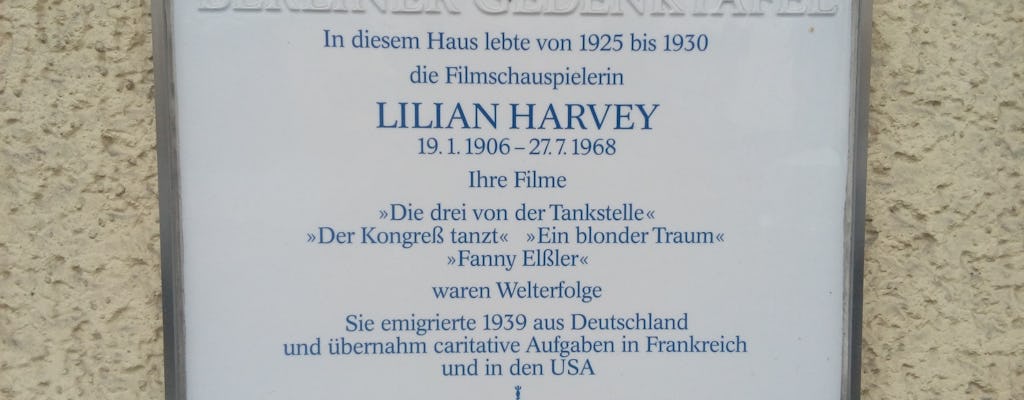 BERLINER GEDENKTAFEL
In diesem Haus lebte von 1925 bis 1930
die Filmschauspielerin
LILIAN HARVEY
19. 1. 1906 – 27. 7. 1968
Ihre Filme
»Die drei von der Tankstelle«
»Der Kongreß tanzt« »Ein blonder Traum«
»Fanny Elßler«
waren Welterfolge
Sie emigrierte 1939 aus Deutschland
und übernahm caritative Aufgaben in Frankreich
und in den USA